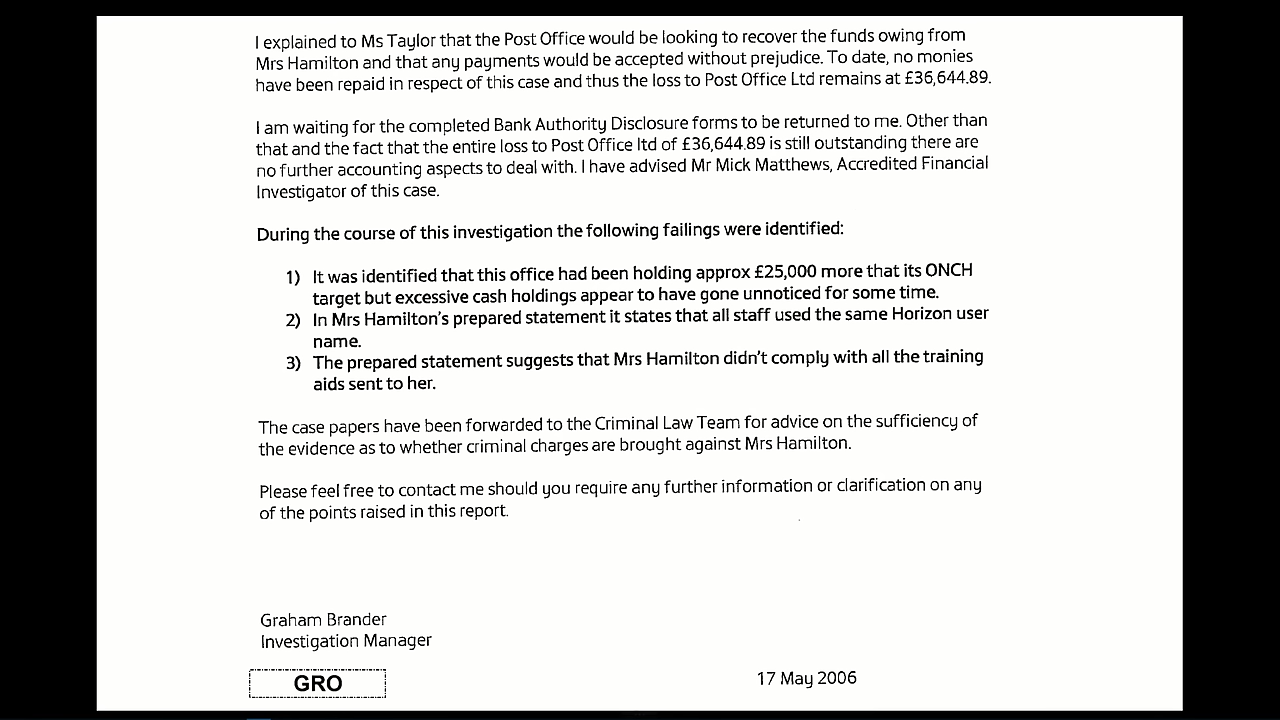 I explained to Ms Taylor that the Post Office would be looking to recover the funds owing from
Mrs Hamilton and that any payments would be accepted without prejudice. To date, no monies
have been repaid in respect of this case and thus the loss to Post Office Ltd remains at £36,644.89.
I am waiting for the completed Bank Authority Disclosure forms to be returned to me. Other than
that and the fact that the entire loss to Post Office ltd of £36,644.89 is still outstanding there are
no further accounting aspects to deal with. I have advised Mr Mick Matthews, Accredited Financial
Investigator of this case.
During the course of this investigation the following failings were identified:
1) It was identified that this office had been holding approx £25,000 more that its ONCH
target but excessive cash holdings appear to have gone unnoticed for some time.
2) In Mrs Hamilton's prepared statement it states that all staff used the same Horizon user
name.
3) The prepared statement suggests that Mrs Hamilton didn't comply with all the training
aids sent to her.
The case papers have been forwarded to the Criminal Law Team for advice on the sufficiency of
the evidence as to whether criminal charges are brought against Mrs Hamilton.
Please feel free to contact me should you require any further information or clarification on any
of the points raised in this report.
Graham Brander
Investigation Manager
GRO
17 May 2006